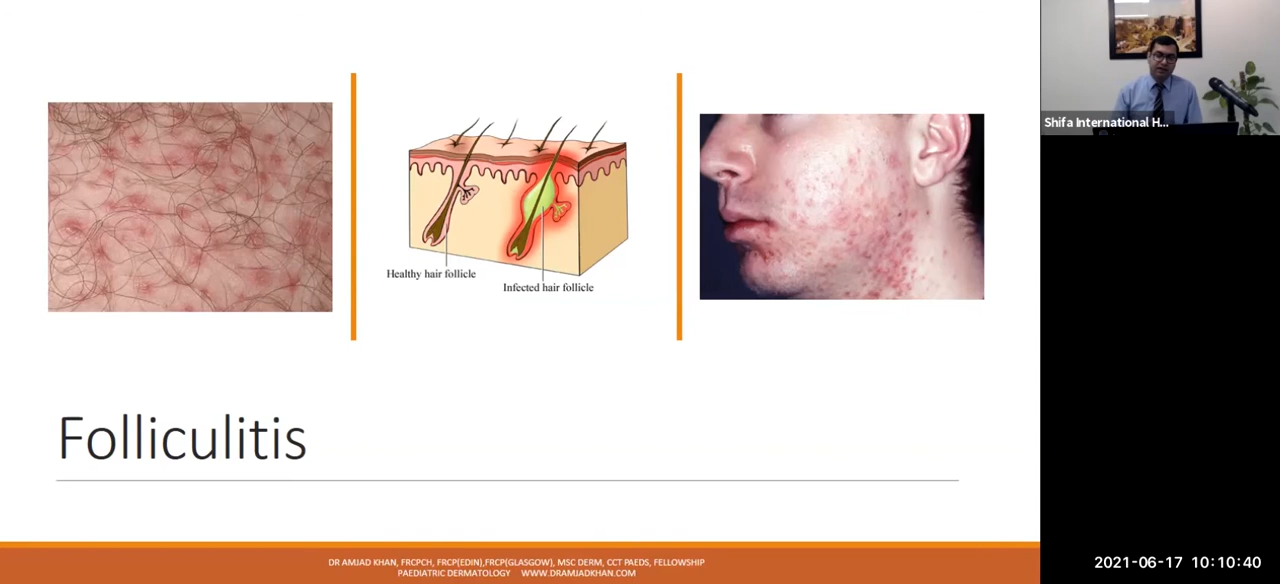 Shifa International H...
Healthy hair follicle
Infected hair follicle
Folliculitis
DR AMJAD KHAN, FRCPCH, FRCP(EDIN),FRCP(GLASGOW), MSC DERM, CCT PAEDS, FELLOWSHIP
PAEDIATRIC DERMATOLOGY WWW.DRAMJADKHAN.COM
2021-06-17 10:10:40